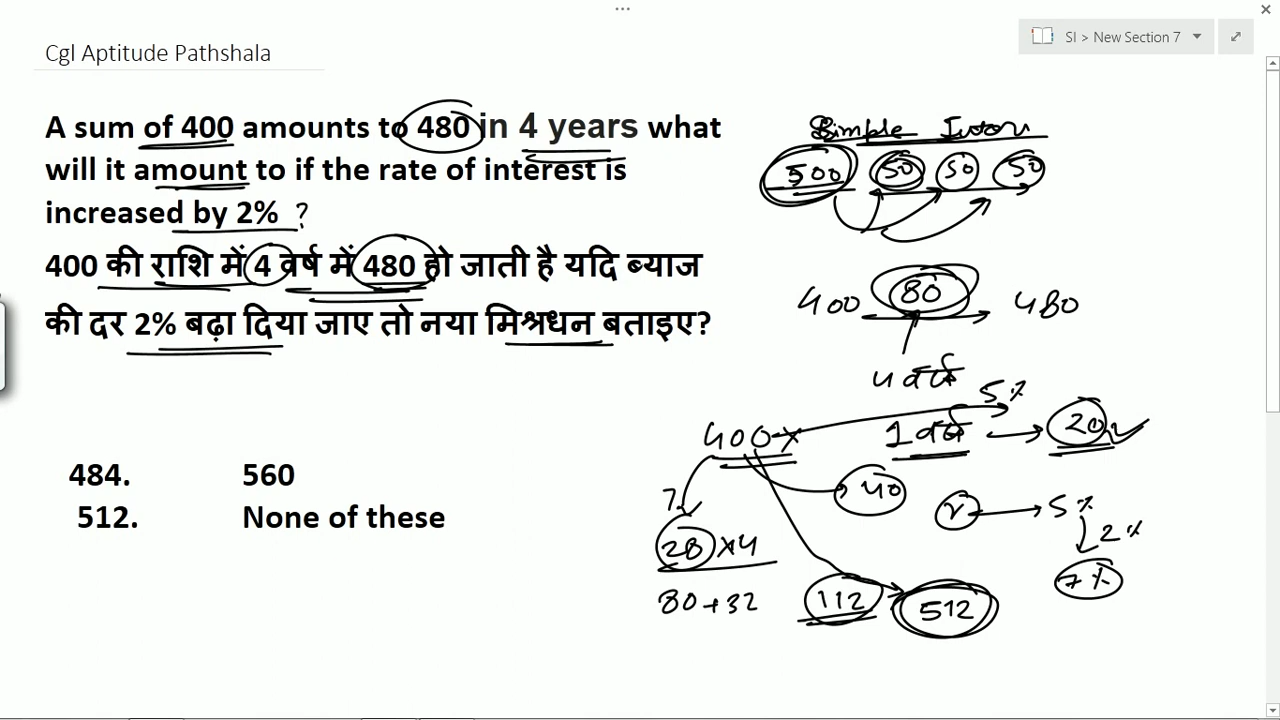 Cgl Aptitude Pathshala
SI > New Section 7
A sum of 400 amounts to 480 in 4 years what
will it amount to if the rate of interest is
increased by 2% ?
400 की राशि में 4 वर्ष में 480 हो जाती है यदि ब्याज
की दर 2% बढ़ा दिया जाए तो नया मिश्रधन बताइए?
484. 560
512. None of these
Simple
500 50 50 50
400 80 480
4 वर्ष
5%
400 1 वर्ष 20
7 40 r 5%
2%
28 x4 7%
80+32 112 512